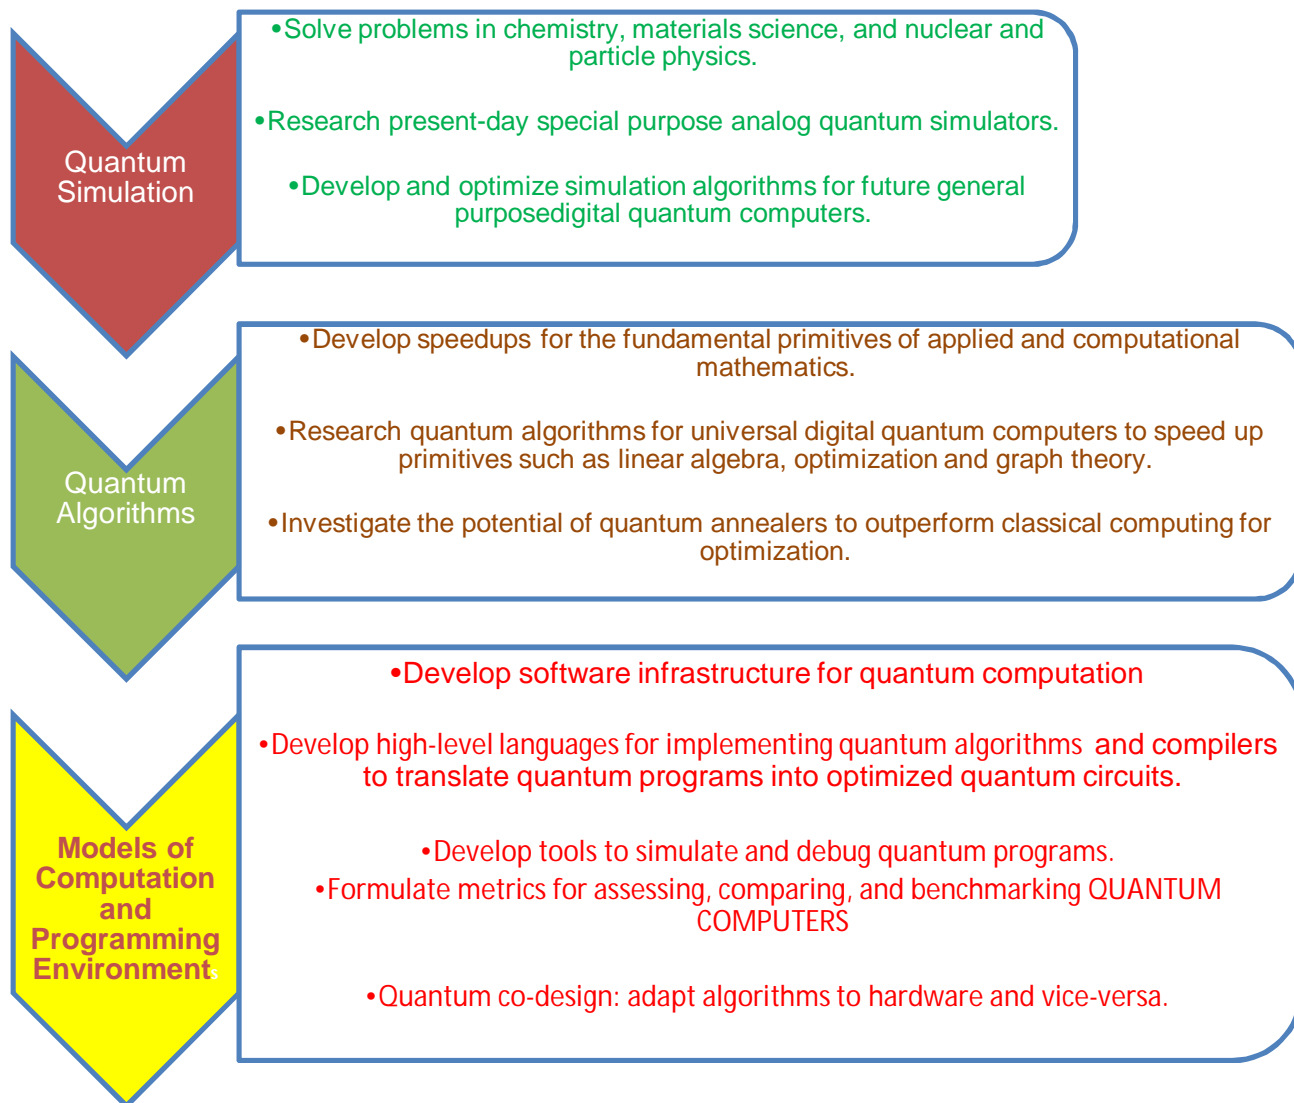 Quantum
Simulation
•Solve problems in chemistry, materials science, and nuclear and
particle physics.
•Research present-day special purpose analog quantum simulators.
•Develop and optimize simulation algorithms for future general
purposedigital quantum computers.
Quantum
Algorithms
•Develop speedups for the fundamental primitives of applied and computational
mathematics.
•Research quantum algorithms for universal digital quantum computers to speed up
primitives such as linear algebra, optimization and graph theory.
•Investigate the potential of quantum annealers to outperform classical computing for
optimization.
Models of
Computation
and
Programming
Environments
•Develop software infrastructure for quantum computation
•Develop high-level languages for implementing quantum algorithms and compilers
to translate quantum programs into optimized quantum circuits.
•Develop tools to simulate and debug quantum programs.
•Formulate metrics for assessing, comparing, and benchmarking QUANTUM
COMPUTERS
•Quantum co-design: adapt algorithms to hardware and vice-versa.